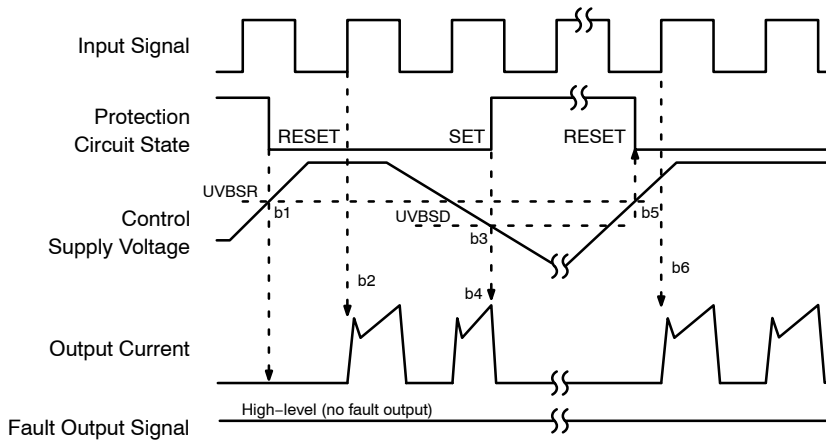 Input Signal
Protection
Circuit State
RESET
SET
RESET
UVBSR
b1
UVBSD
b3
b5
Control
Supply Voltage
b2
b4
b6
Output Current
High−level (no fault output)
Fault Output Signal